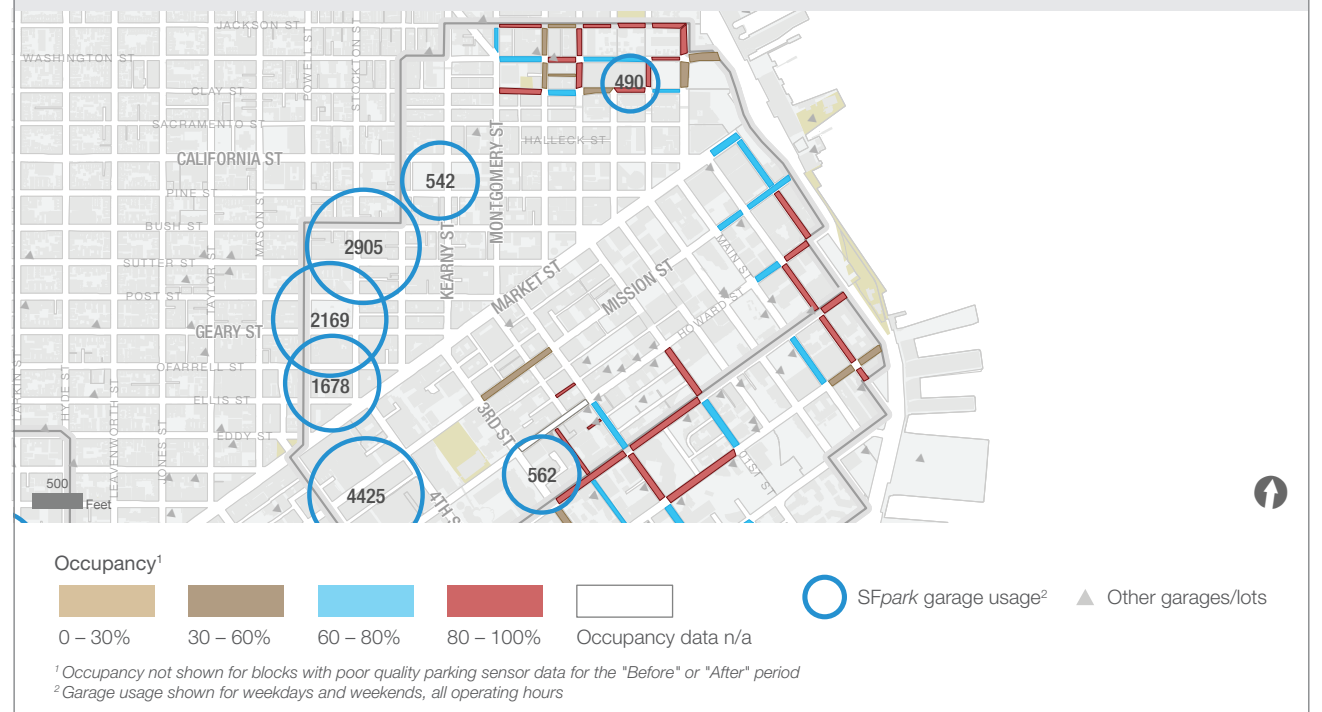 JACKSON ST
WASHINGTON ST
POWELL ST
STOCKTON ST
CLAY ST
490
SACRAMENTO ST
HALLECK ST
CALIFORNIA ST
MONTGOMERY ST
542
PINE ST
MASON ST
BUSH ST
2905
KEARNY ST
MAIN ST
SUTTER ST
TAYLOR ST
MARKET ST
MISSION ST
POST ST
HOWARD ST
GEARY ST
2169
OFARRELL ST
HYDE ST
LEAVENWORTH ST
1678
ELLIS ST
3RD ST
EDDY ST
JONES ST
1ST ST
562
4425
4TH S
500
Feet
Occupancy¹
SFpark garage usage²
Other garages/lots
0 – 30%
30 – 60%
60 – 80%
80 – 100%
Occupancy data n/a
¹ Occupancy not shown for blocks with poor quality parking sensor data for the "Before" or "After" period
² Garage usage shown for weekdays and weekends, all operating hours